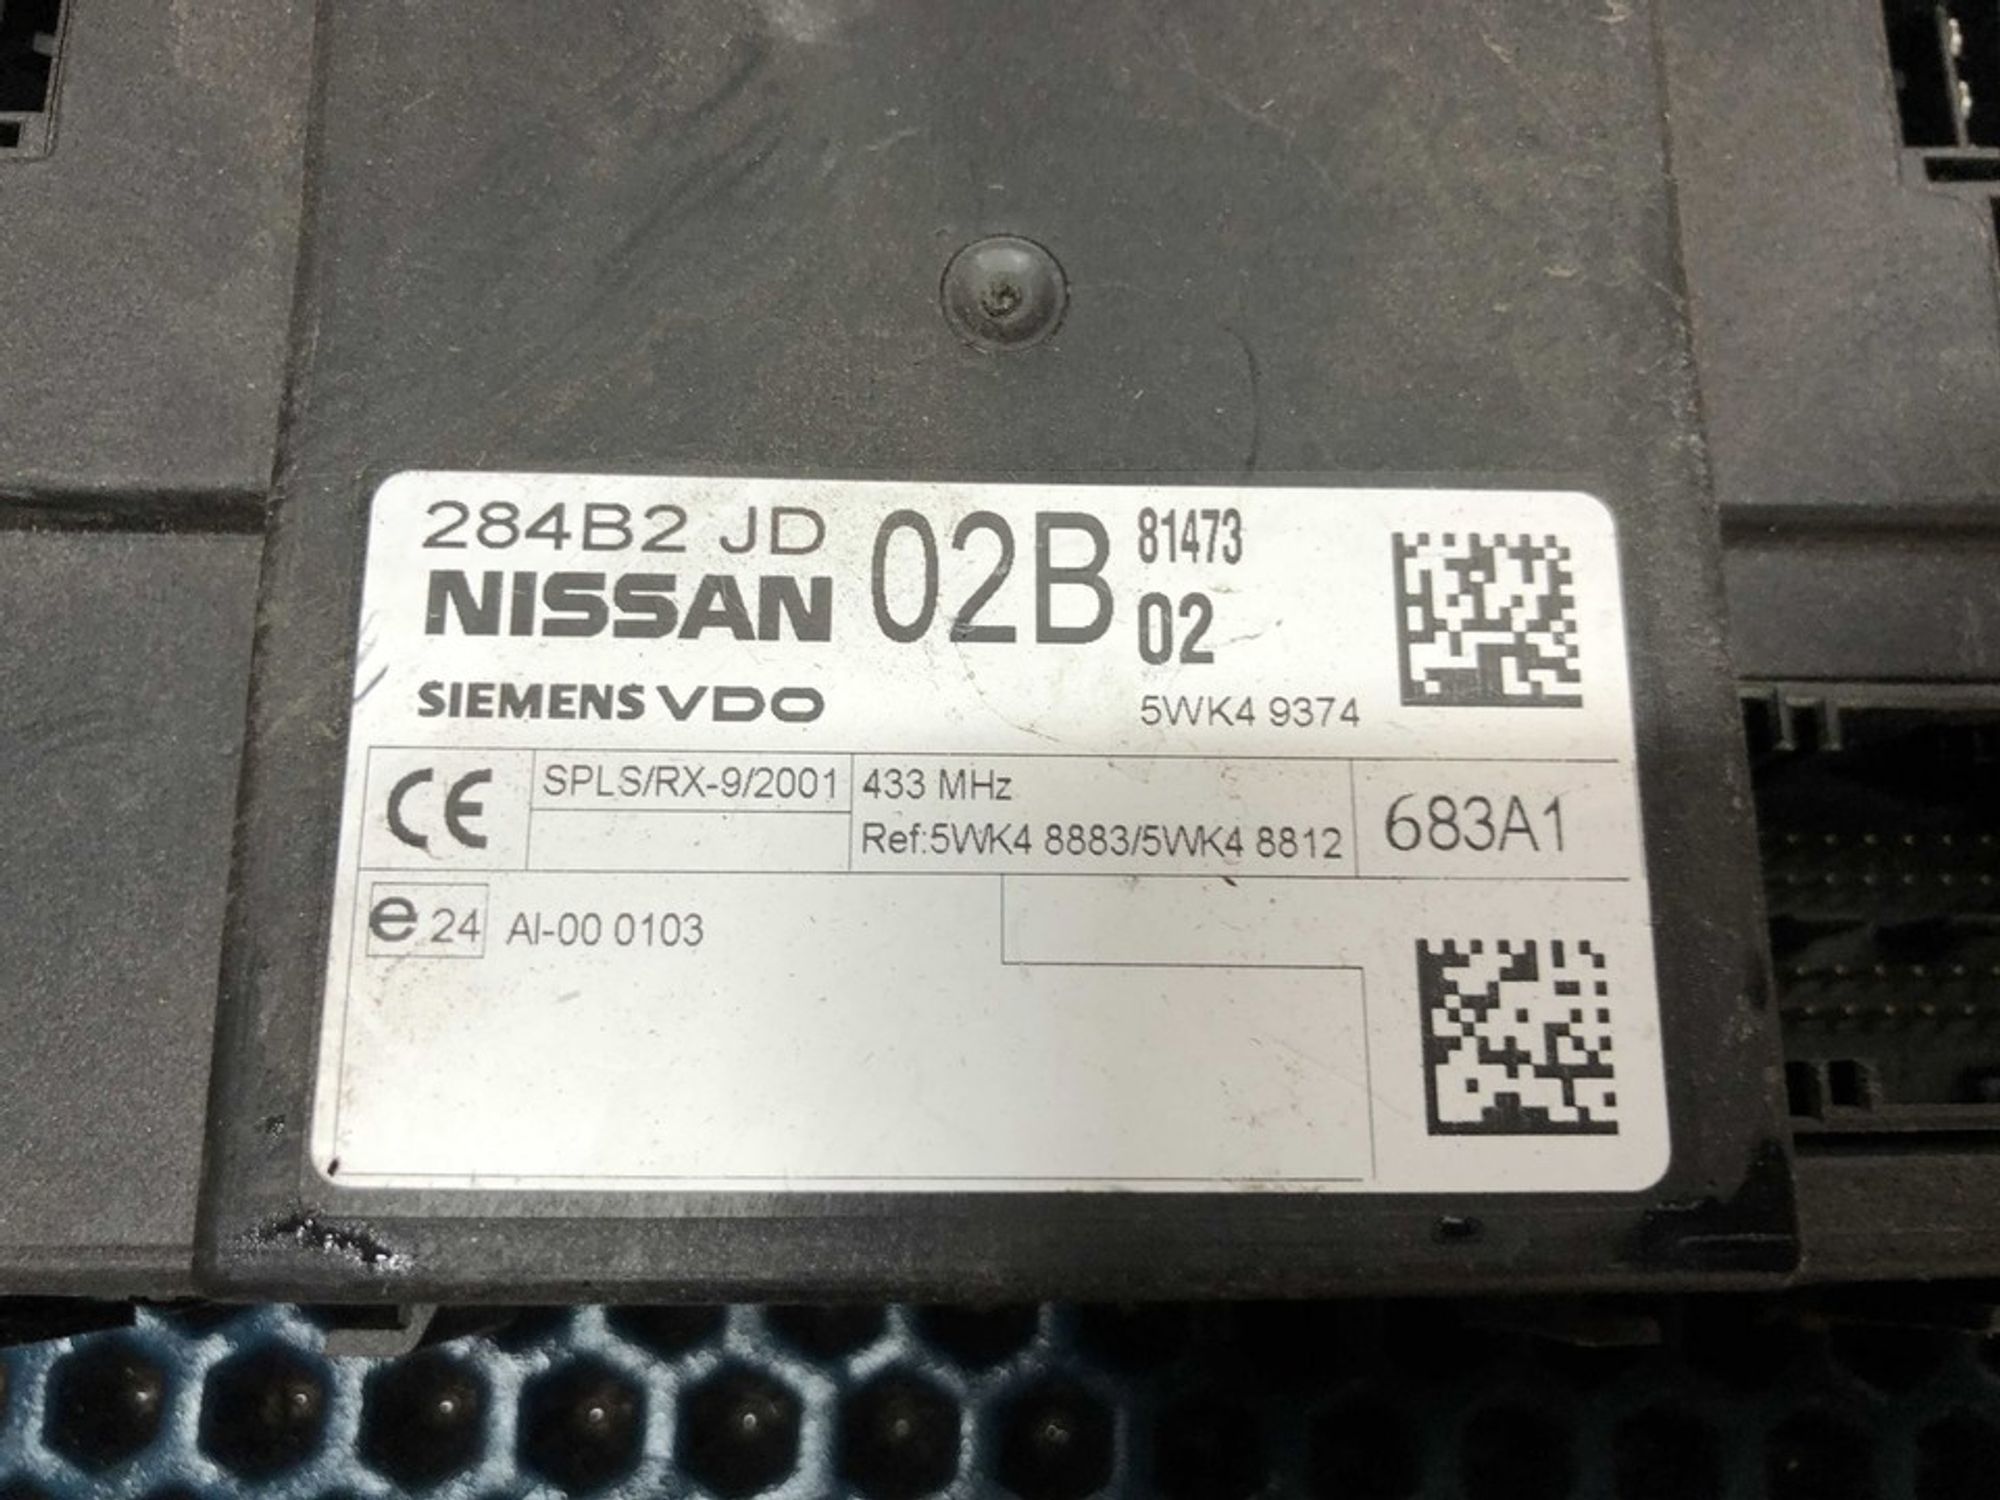 284B2 JD 02B 81473
NISSAN 02
SIEMENS VDO 5WK4 9374
CE SPLS/RX-9/2001 433 MHz 683A1
Ref:5WK4 8883/5WK4 8812
e 24 AI-00 0103